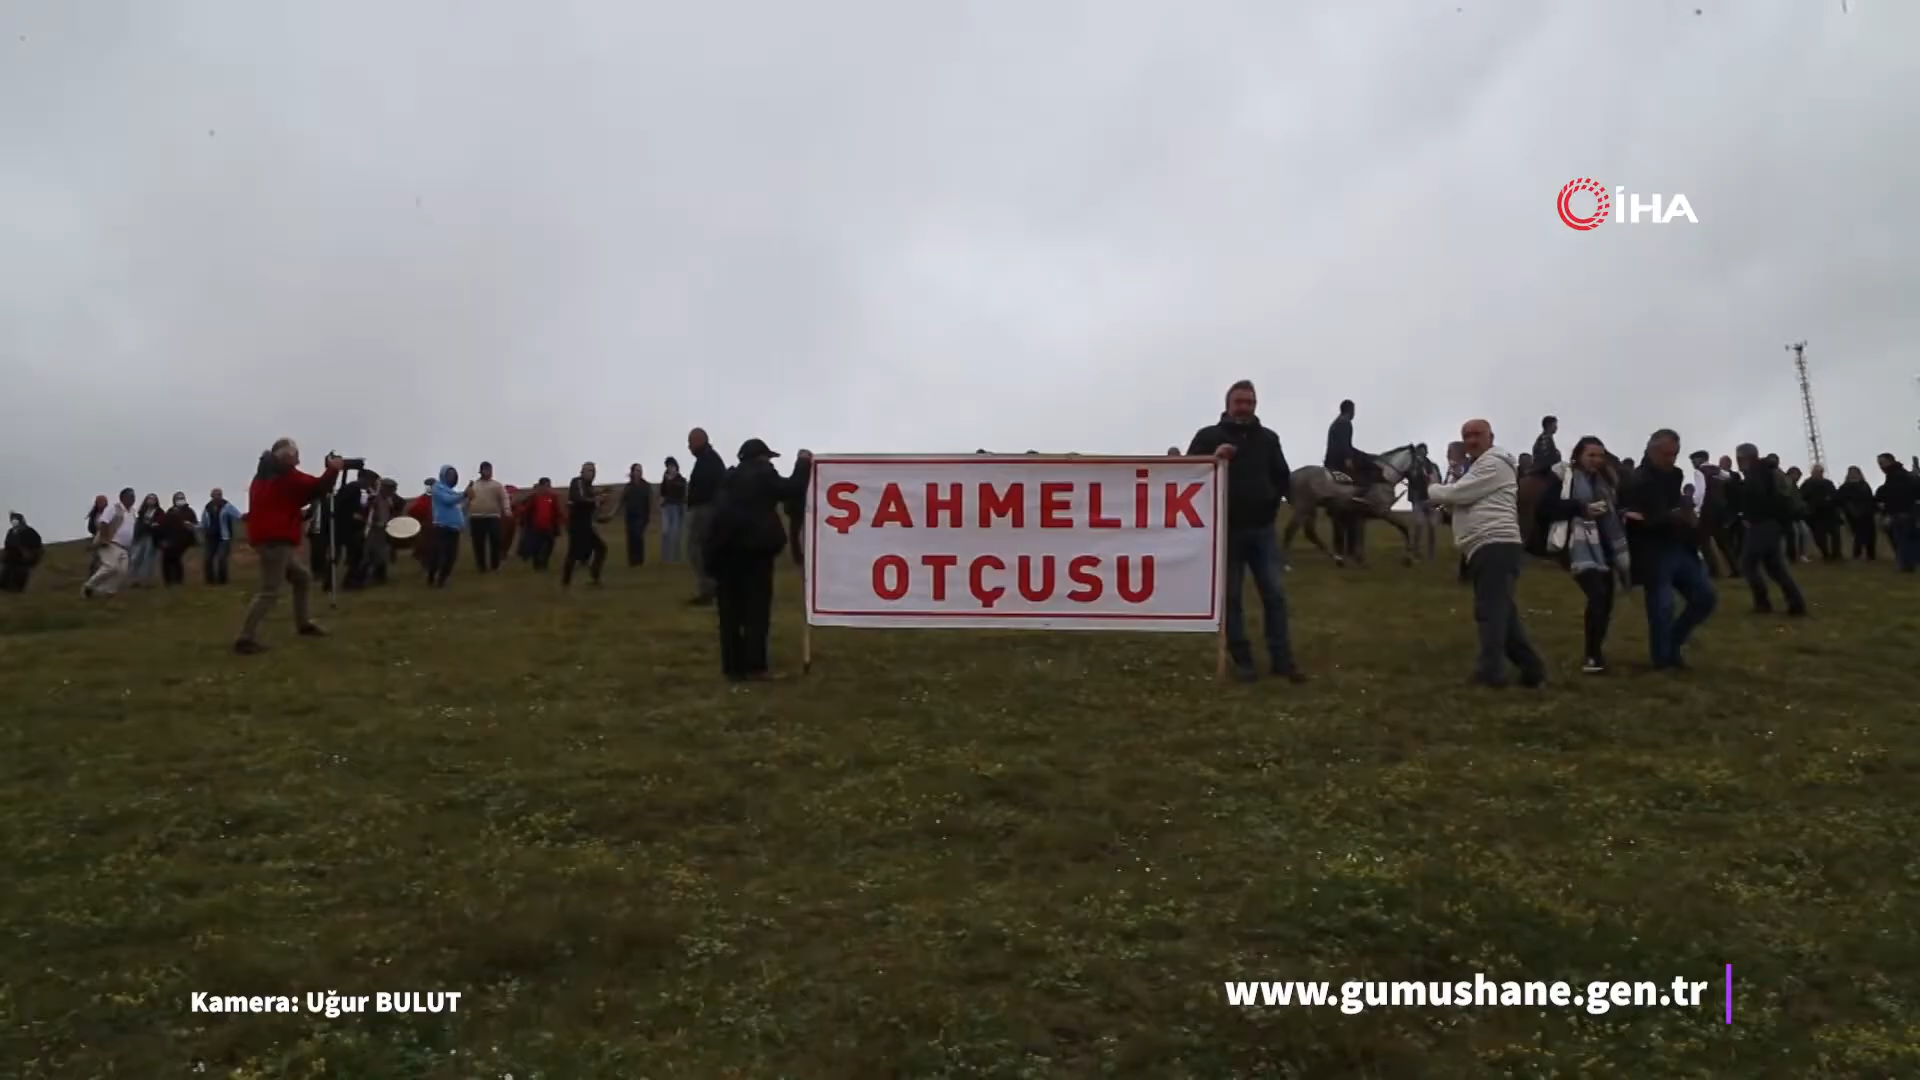 İHA
ŞAHMELİK
OTÇUSU
www.gumushane.gen.tr
Kamera: Uğur BULUT